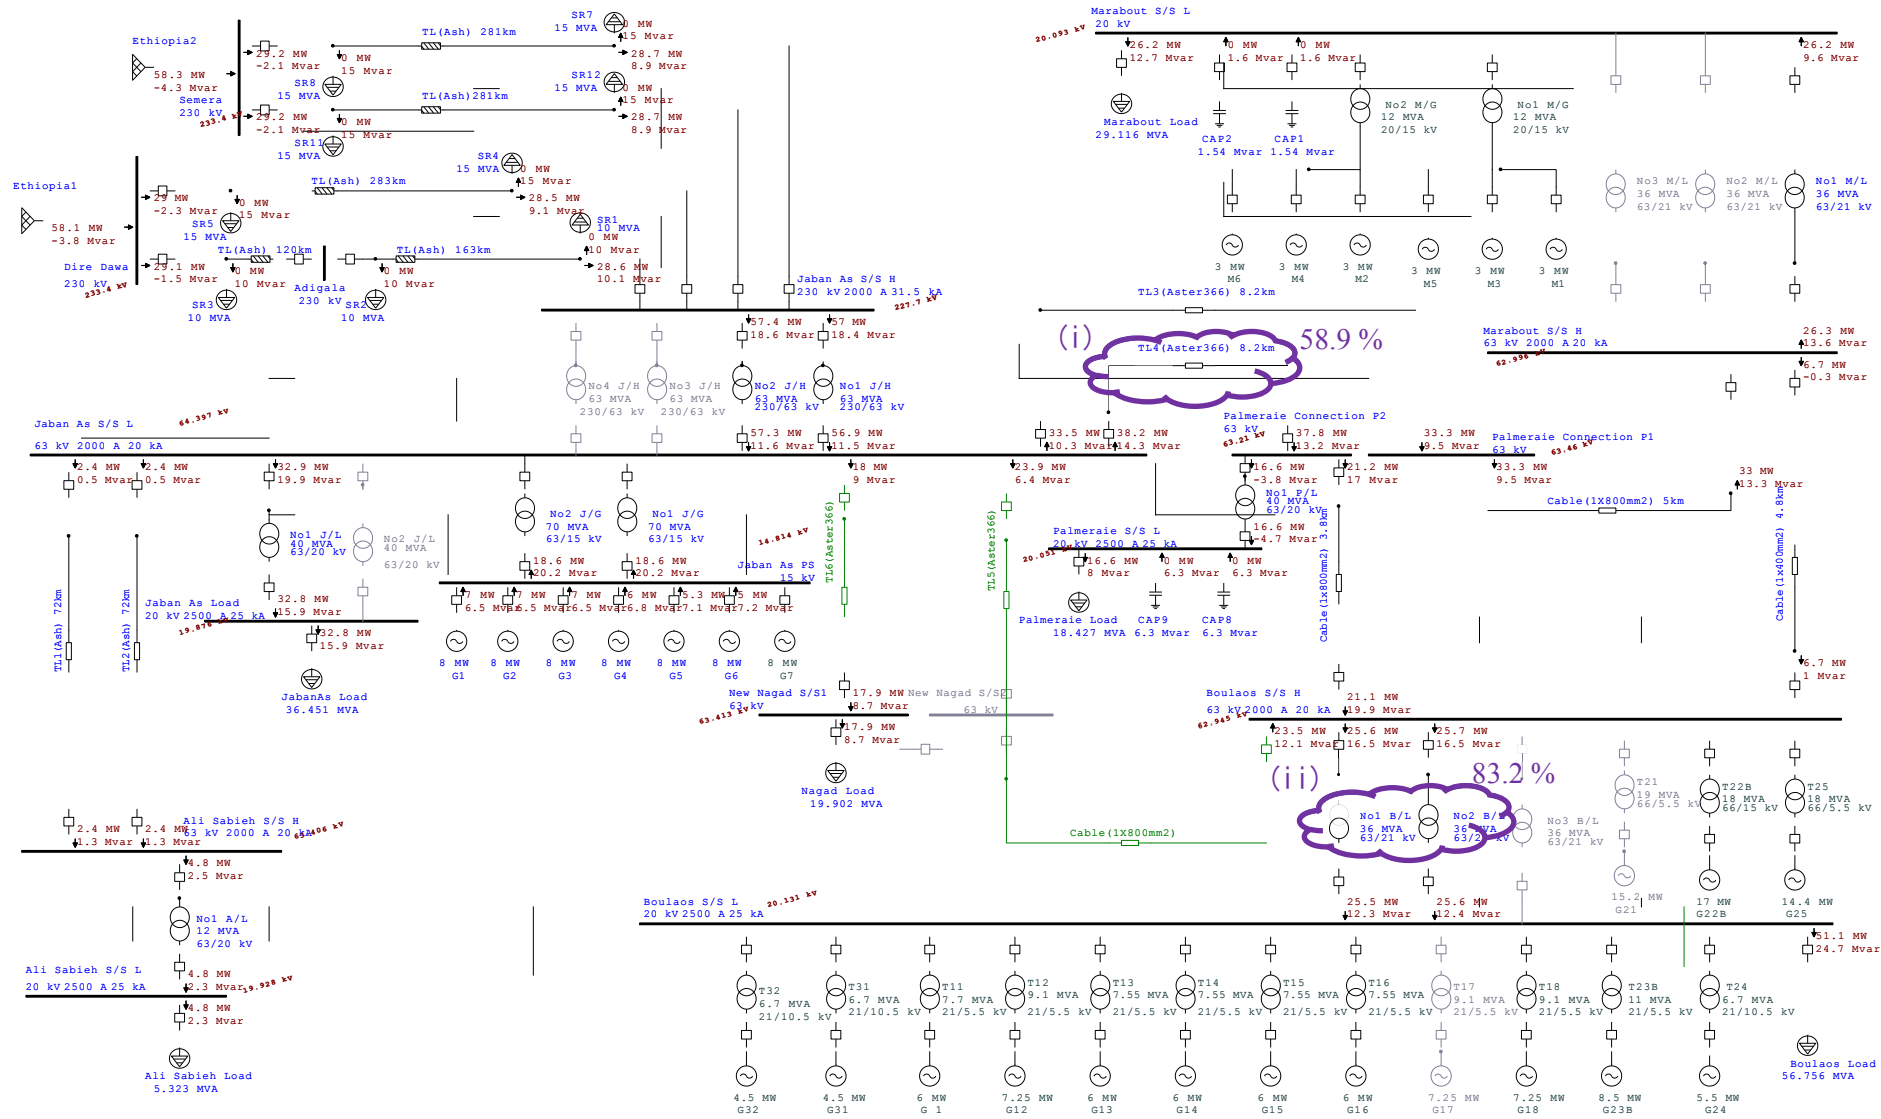 Ethiopia2
58.3 MW
-4.3 Mvar
Semera
230 kV
233.4 kV
29.2 MW
-2.1 Mvar
0 MW
15 Mvar
SR8
15 MVA
TL(Ash) 281km
SR7
15 MVA
0 MW
15 Mvar
28.7 MW
8.9 Mvar
29.2 MW
-2.1 Mvar
0 MW
15 Mvar
SR11
15 MVA
TL(Ash)281km
SR12
15 MVA
0 MW
15 Mvar
28.7 MW
8.9 Mvar
Ethiopia1
58.1 MW
-3.8 Mvar
Dire Dawa
230 kV
233.4 kV
29 MW
-2.3 Mvar
0 MW
15 Mvar
SR5
15 MVA
TL(Ash) 283km
SR4
15 MVA
0 MW
15 Mvar
28.5 MW
9.1 Mvar
29.1 MW
-1.5 Mvar
TL(Ash) 120km
0 MW
10 Mvar
SR3
10 MVA
Adigala
230 kV
TL(Ash) 163km
0 MW
10 Mvar
SR2
10 MVA
SR1
10 MVA
0 MW
10 Mvar
28.6 MW
10.1 Mvar
Jaban As S/S H
230 kV 2000 A 31.5 kA
227.7 kV
57.4 MW
18.6 Mvar
57 MW
18.4 Mvar
No4 J/H
63 MVA
230/63 kV
No3 J/H
63 MVA
230/63 kV
No2 J/H
63 MVA
230/63 kV
No1 J/H
63 MVA
230/63 kV
57.3 MW
11.6 Mvar
56.9 MW
11.5 Mvar
Marabout S/S L
20 kV
20.093 kV
26.2 MW
12.7 Mvar
0 MW
1.6 Mvar
0 MW
1.6 Mvar
26.2 MW
9.6 Mvar
Marabout Load
29.116 MVA
CAP2
1.54 Mvar
CAP1
1.54 Mvar
No2 M/G
12 MVA
20/15 kV
No1 M/G
12 MVA
20/15 kV
No3 M/L
36 MVA
63/21 kV
No2 M/L
36 MVA
63/21 kV
No1 M/L
36 MVA
63/21 kV
3 MW
M6
3 MW
M4
3 MW
M2
3 MW
M5
3 MW
M3
3 MW
M1
TL3(Aster366) 8.2km
(i)
TL4(Aster366) 8.2km
58.9 %
Marabout S/S H
63 kV 2000 A 20 kA
62.996 kV
26.3 MW
13.6 Mvar
6.7 MW
-0.3 Mvar
Jaban As S/S L
63 kV 2000 A 20 kA
64.397 kV
2.4 MW
0.5 Mvar
2.4 MW
0.5 Mvar
32.9 MW
19.9 Mvar
18 MW
9 Mvar
23.9 MW
6.4 Mvar
33.5 MW
10.3 Mvar
38.2 MW
14.3 Mvar
Palmeraie Connection P2
63 kV
63.21 kV
37.8 MW
13.2 Mvar
16.6 MW
-3.8 Mvar
21.2 MW
17 Mvar
33.3 MW
9.5 Mvar
Palmeraie Connection P1
63 kV
63.46 kV
33.3 MW
9.5 Mvar
33 MW
13.3 Mvar
Cable(1X800mm2) 5km
No1 J/L
40 MVA
63/20 kV
No2 J/L
40 MVA
63/20 kV
No2 J/G
70 MVA
63/15 kV
No1 J/G
70 MVA
63/15 kV
18.6 MW
20.2 Mvar
18.6 MW
20.2 Mvar
Jaban As PS
15 kV
14.814 kV
No1 P/L
40 MVA
63/20 kV
16.6 MW
-4.7 Mvar
Palmeraie S/S L
20 kV 2500 A 25 kA
20.051 kV
16.6 MW
8 Mvar
0 MW
6.3 Mvar
0 MW
6.3 Mvar
Palmeraie Load
18.427 MVA
CAP9
6.3 Mvar
CAP8
6.3 Mvar
TL1(Ash) 72km
TL2(Ash) 72km
TL6(Aster366)
TL5(Aster366)
Cable(1x800mm2) 3.8km
Cable(1x400mm2) 4.8km
Jaban As Load
20 kV 2500 A 25 kA
32.8 MW
15.9 Mvar
32.8 MW
15.9 Mvar
JabanAs Load
36.451 MVA
7 MW
6.5 Mvar
7 MW
6.5 Mvar
7 MW
6.5 Mvar
6 MW
6.8 Mvar
5.3 MW
7.1 Mvar
5 MW
7.2 Mvar
8 MW
G1
8 MW
G2
8 MW
G3
8 MW
G4
8 MW
G5
8 MW
G6
8 MW
G7
New Nagad S/S1
63 kV
63.413 kV
17.9 MW
8.7 Mvar
17.9 MW
8.7 Mvar
New Nagad S/S2
63 kV
Nagad Load
19.902 MVA
Cable(1X800mm2)
Boulaos S/S H
63 kV 2000 A 20 kA
62.945 kV
21.1 MW
19.9 Mvar
6.7 MW
1 Mvar
23.5 MW
12.1 Mvar
25.6 MW
16.5 Mvar
25.7 MW
16.5 Mvar
(ii)
83.2 %
No1 B/L
36 MVA
63/21 kV
No2 B/L
36 MVA
63/21 kV
No3 B/L
36 MVA
63/21 kV
T21
19 MVA
66/5.5 kV
T22B
18 MVA
66/15 kV
T25
18 MVA
66/5.5 kV
15.2 MW
G21
17 MW
G22B
14.4 MW
G25
2.4 MW
1.3 Mvar
2.4 MW
1.3 Mvar
Ali Sabieh S/S H
63 kV 2000 A 20 kA
4.8 MW
2.5 Mvar
No1 A/L
12 MVA
63/20 kV
Ali Sabieh S/S L
20 kV 2500 A 25 kA
19.928 kV
4.8 MW
2.3 Mvar
4.8 MW
2.3 Mvar
Ali Sabieh Load
5.323 MVA
Boulaos S/S L
20 kV 2500 A 25 kA
20.131 kV
25.5 MW
12.3 Mvar
25.6 MW
12.4 Mvar
51.1 MW
24.7 Mvar
T32
6.7 MVA
21/10.5 kV
T31
6.7 MVA
21/10.5 kV
T11
7.7 MVA
21/5.5 kV
T12
9.1 MVA
21/5.5 kV
T13
7.55 MVA
21/5.5 kV
T14
7.55 MVA
21/5.5 kV
T15
7.55 MVA
21/5.5 kV
T16
7.55 MVA
21/5.5 kV
T17
9.1 MVA
21/5.5 kV
T18
9.1 MVA
21/5.5 kV
T23B
11 MVA
21/5.5 kV
T24
6.7 MVA
21/10.5 kV
Boulaos Load
56.756 MVA
4.5 MW
G32
4.5 MW
G31
6 MW
G 1
7.25 MW
G12
6 MW
G13
6 MW
G14
6 MW
G15
6 MW
G16
7.25 MW
G17
7.25 MW
G18
8.5 MW
G23B
5.5 MW
G24